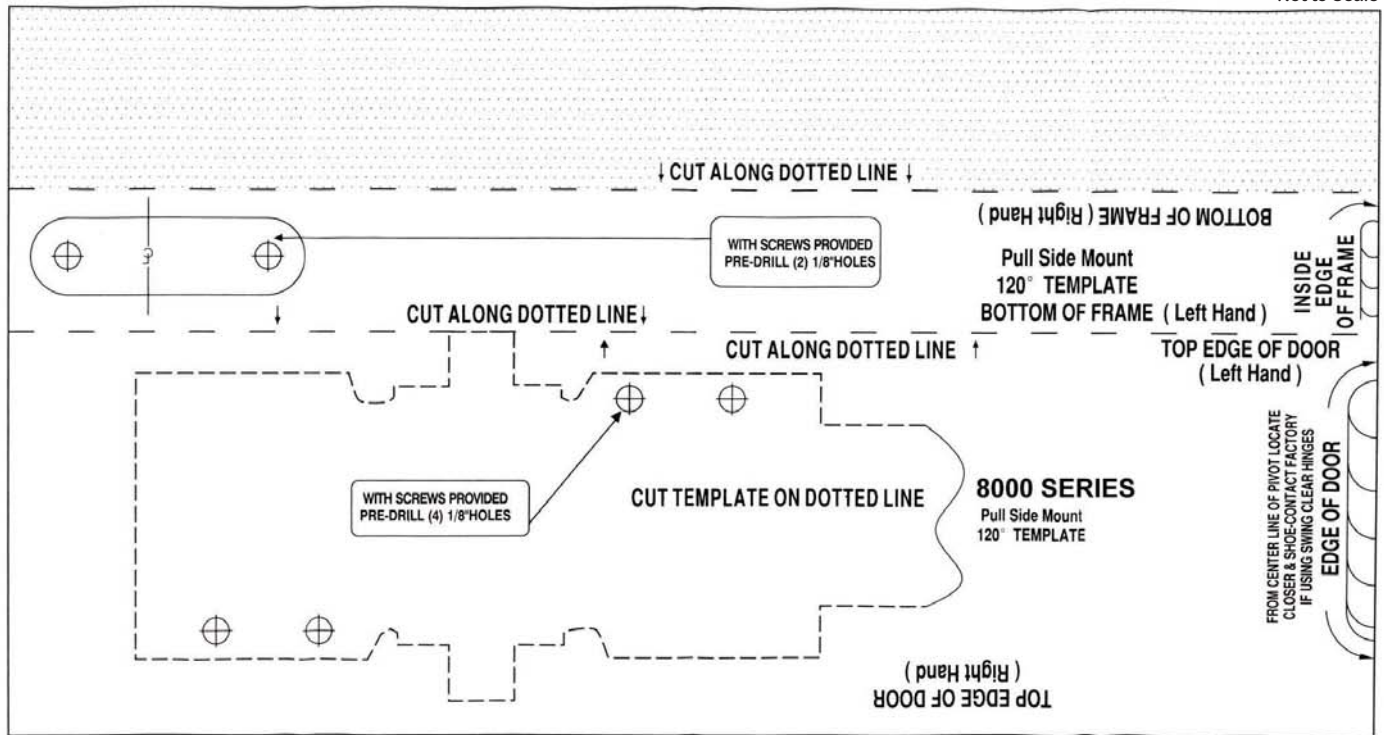 ↓ CUT ALONG DOTTED LINE ↓
BOTTOM OF FRAME ( Right Hand )
WITH SCREWS PROVIDED
PRE-DRILL (2) 1/8"HOLES
Pull Side Mount
120° TEMPLATE
BOTTOM OF FRAME ( Left Hand )
INSIDE
EDGE
OF FRAME
CUT ALONG DOTTED LINE↓
CUT ALONG DOTTED LINE ↑
TOP EDGE OF DOOR
( Left Hand )
WITH SCREWS PROVIDED
PRE-DRILL (4) 1/8"HOLES
CUT TEMPLATE ON DOTTED LINE
8000 SERIES
Pull Side Mount
120° TEMPLATE
FROM CENTER LINE OF PIVOT LOCATE
CLOSER & SHOE-CONTACT FACTORY
IF USING SWING CLEAR HINGES
EDGE OF DOOR
TOP EDGE OF DOOR
( Right Hand )